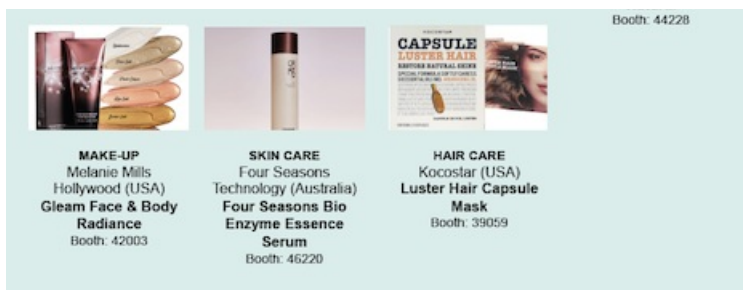 Booth: 44228
CAPSULE
LUSTER HAIR
RESTORE NATURAL SHINE
MAKE-UP
Melanie Mills
Hollywood (USA)
Gleam Face & Body
Radiance
Booth: 42003
SKIN CARE
Four Seasons
Technology (Australia)
Four Seasons Bio
Enzyme Essence
Serum
Booth: 46220
HAIR CARE
Kocostar (USA)
Luster Hair Capsule
Mask
Booth: 39059